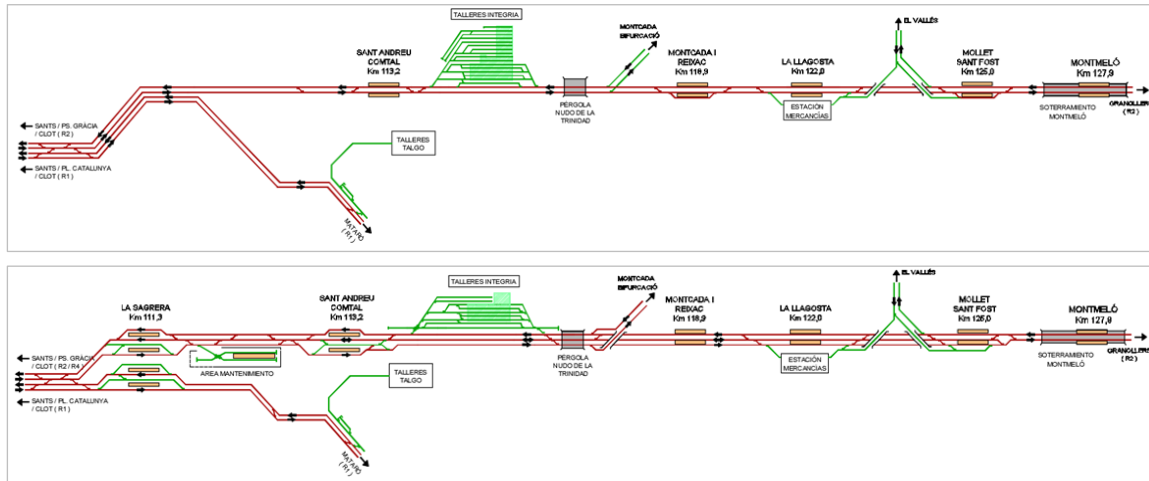 TALLERES INTEGRIA
MONTCADA
BIFURCACIÓ
EL VALLÉS
SANT ANDREU
COMTAL
Km 113,2
MONTCADA I
REIXAC
Km 118,9
LA LLAGOSTA
Km 122,0
MOLLET
SANT FOST
Km 125,0
MONTMELÓ
Km 127,9
ESTACIÓN
MERCANCÍAS
PÉRGOLA
NUDO DE LA
TRINIDAD
SOTERRAMIENTO
MONTMELÓ
GRANOLLERS
(R2)
SANTS / PS. GRÀCIA
/ CLOT ( R2 )
SANTS / PL. CATALUNYA
/ CLOT ( R1 )
TALLERES
TALGO
MATARÓ
( R1 )
LA SAGRERA
Km 111,3
SANT ANDREU
COMTAL
Km 113,2
TALLERES INTEGRIA
MONTCADA
BIFURCACIÓ
EL VALLÉS
MONTCADA I
REIXAC
Km 118,9
LA LLAGOSTA
Km 122,0
MOLLET
SANT FOST
Km 125,0
MONTMELÓ
Km 127,9
SANTS / PS. GRÀCIA
/ CLOT ( R2 / R4 )
AREA MANTENIMIENTO
PÉRGOLA
NUDO DE LA
TRINIDAD
ESTACIÓN
MERCANCÍAS
SOTERRAMIENTO
MONTMELÓ
GRANOLLERS
(R2)
TALLERES
TALGO
SANTS / PL. CATALUNYA
/ CLOT ( R1 )
MATARÓ
( R1 )